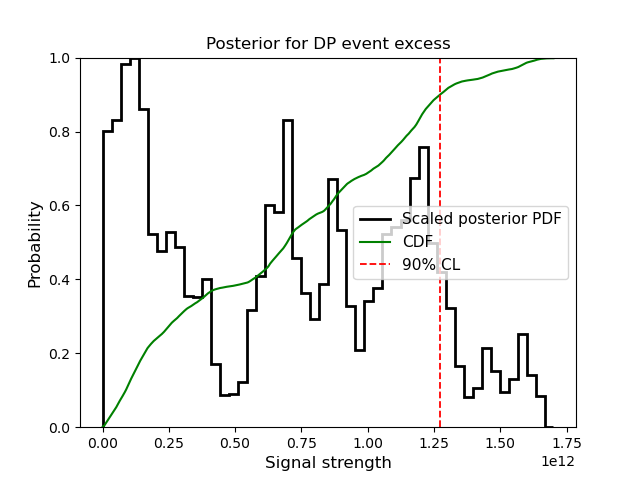 Posterior for DP event excess
1.0
0.8
0.6
0.4
0.2
0.0
Probability
Scaled posterior PDF
CDF
90% CL
0.00 0.25 0.50 0.75 1.00 1.25 1.50 1.75
1e12
Signal strength